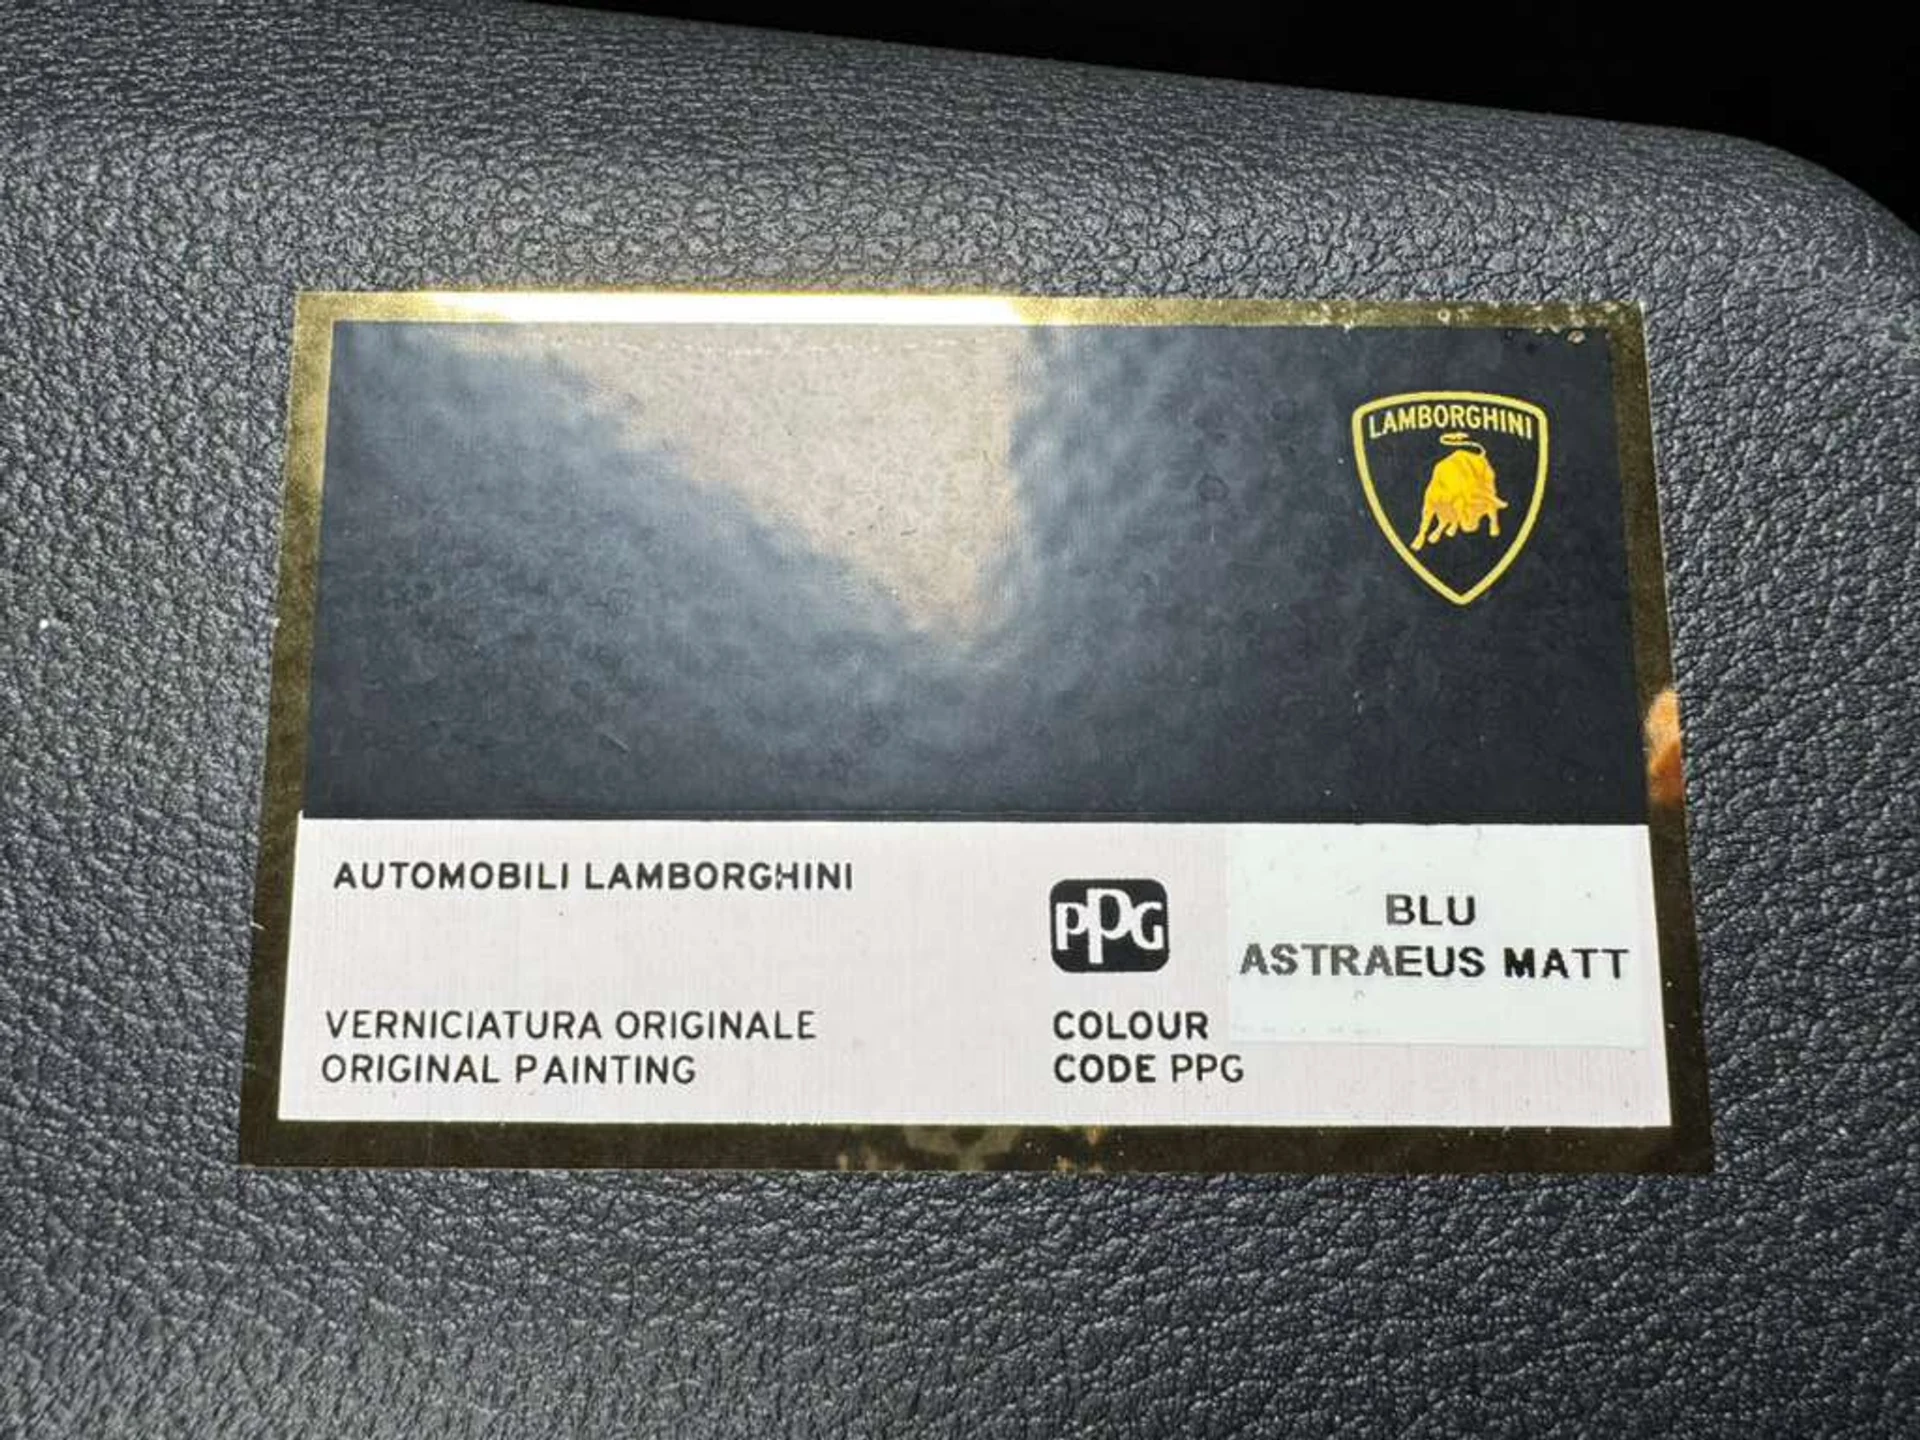 LAMBORGHINI
AUTOMOBILI LAMBORGHINI
PPG
BLU
ASTRAEUS MATT
VERNICIATURA ORIGINALE
ORIGINAL PAINTING
COLOUR
CODE PPG